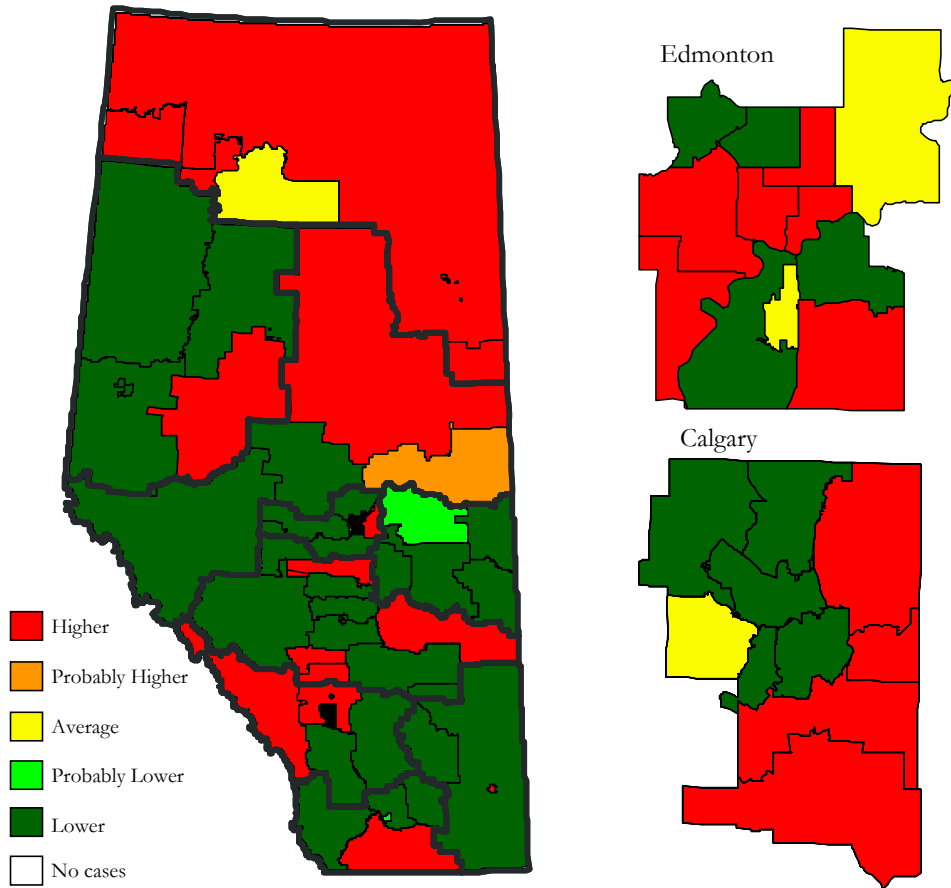 Edmonton
Calgary
Higher
Probably Higher
Average
Probably Lower
Lower
No cases